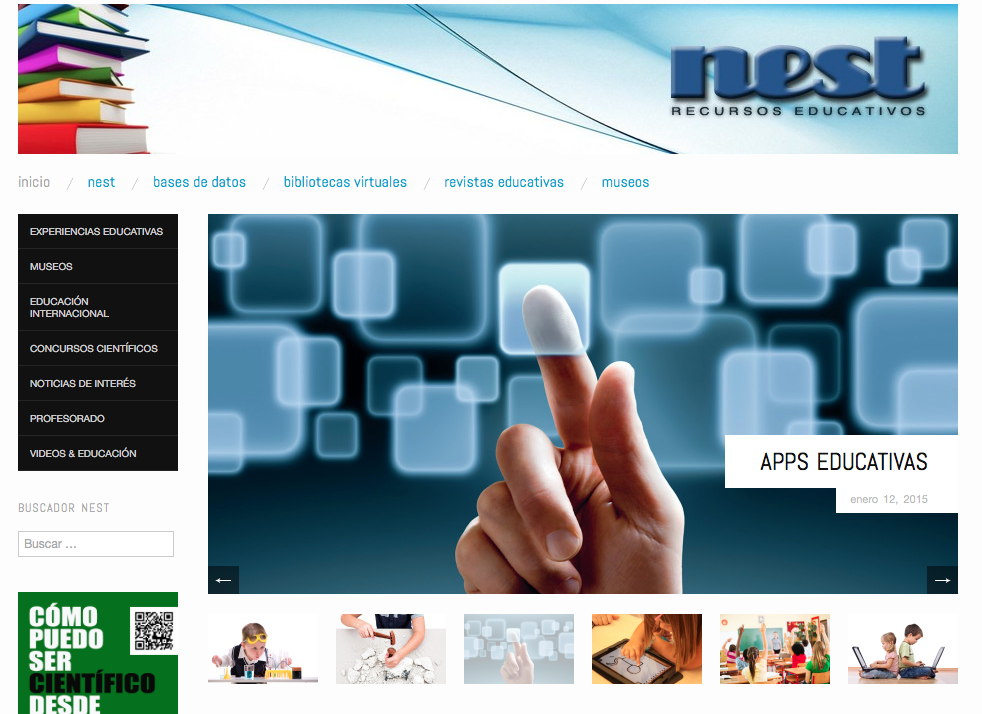 nest
RECURSOS EDUCATIVOS
inicio / nest / bases de datos / bibliotecas virtuales / revistas educativas / museos
EXPERIENCIAS EDUCATIVAS
MUSEOS
EDUCACIÓN
INTERNACIONAL
CONCURSOS CIENTÍFICOS
NOTICIAS DE INTERÉS
PROFESORADO
VIDEOS & EDUCACIÓN
BUSCADOR NEST
Buscar ...
CÓMO
PUEDO
SER
CIENTÍFICO
DESDE
APPS EDUCATIVAS
enero 12, 2015
← →